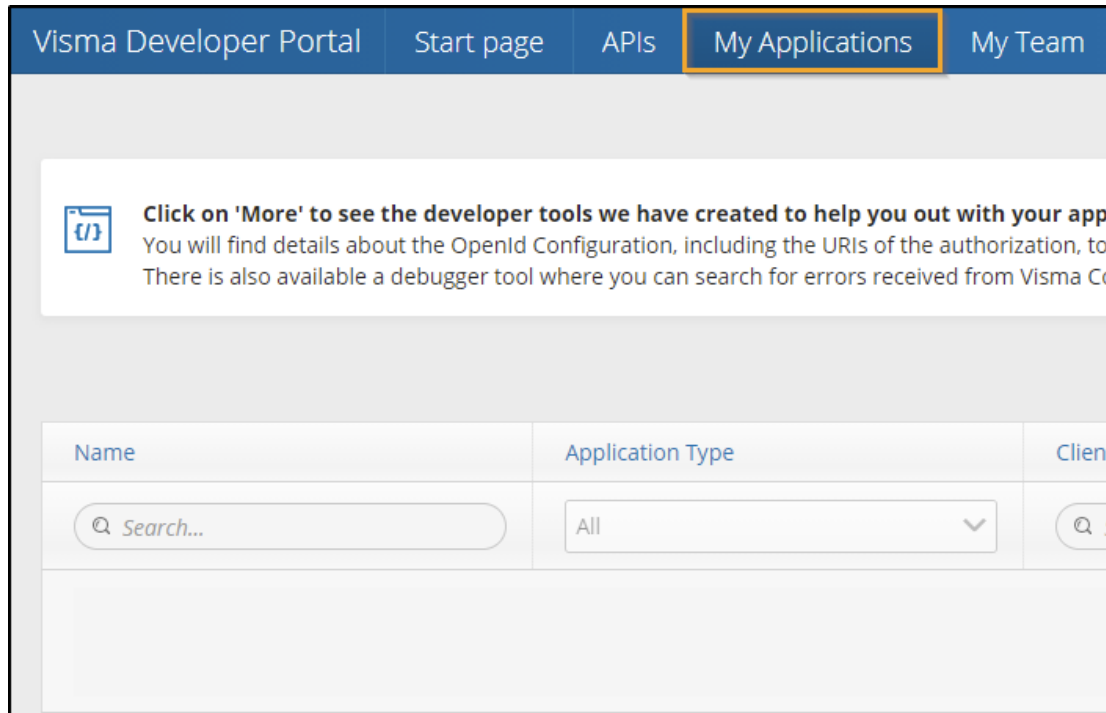 Visma Developer Portal Start page APIs My Applications My Team
{/}
Click on 'More' to see the developer tools we have created to help you out with your app
You will find details about the OpenId Configuration, including the URIs of the authorization, to
There is also available a debugger tool where you can search for errors received from Visma Co
Name Application Type Clien
Search... All